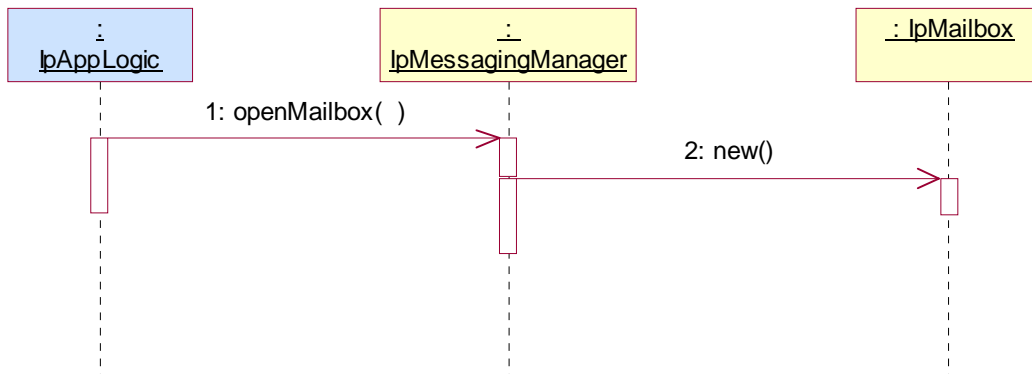 :
IpAppLogic
:
IpMessagingManager
: IpMailbox
1: openMailbox( )
2: new()